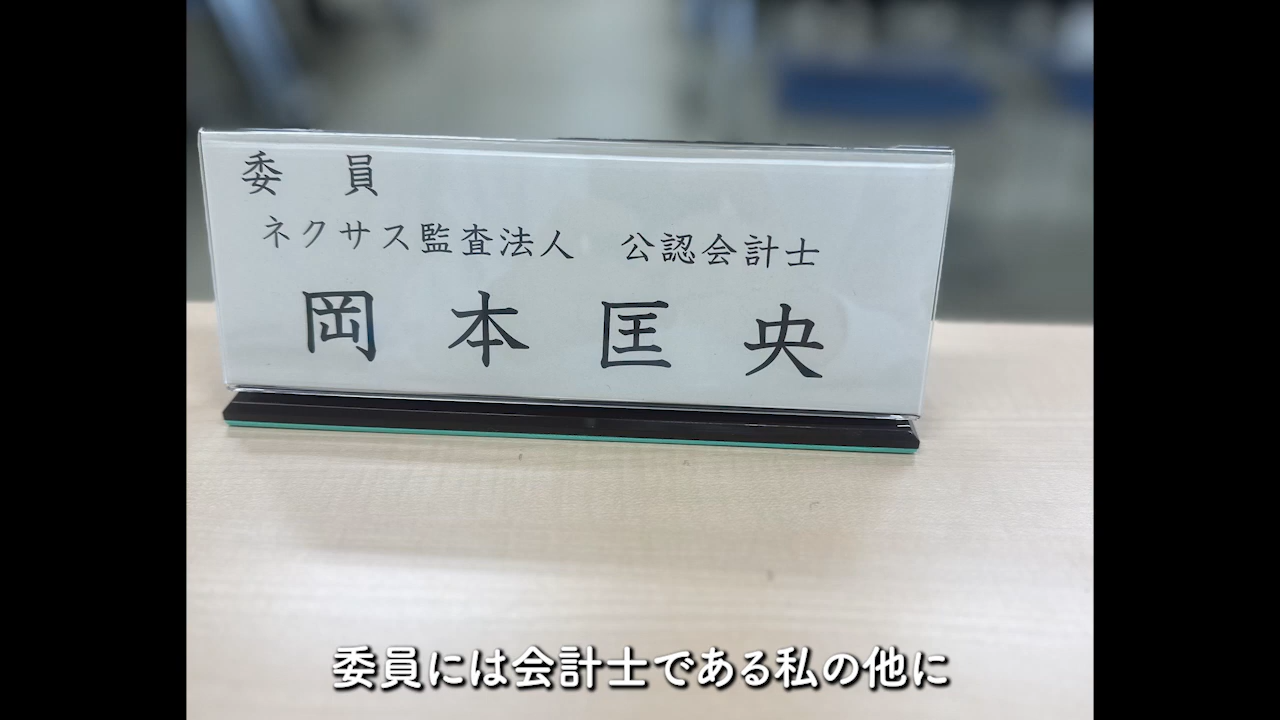 委員
ネクサス監査法人 公認会計士
岡本匡央
委員には会計士である私の他に